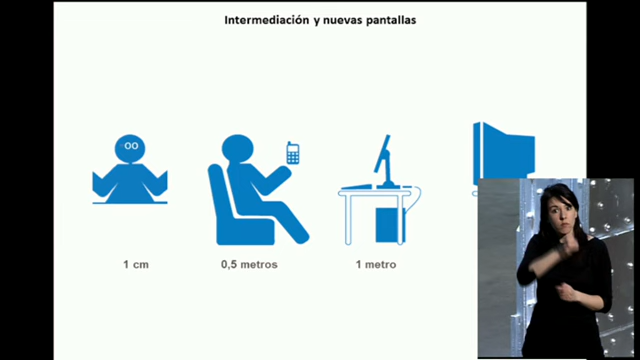 Intermediación y nuevas pantallas
1 cm
0,5 metros
1 metro